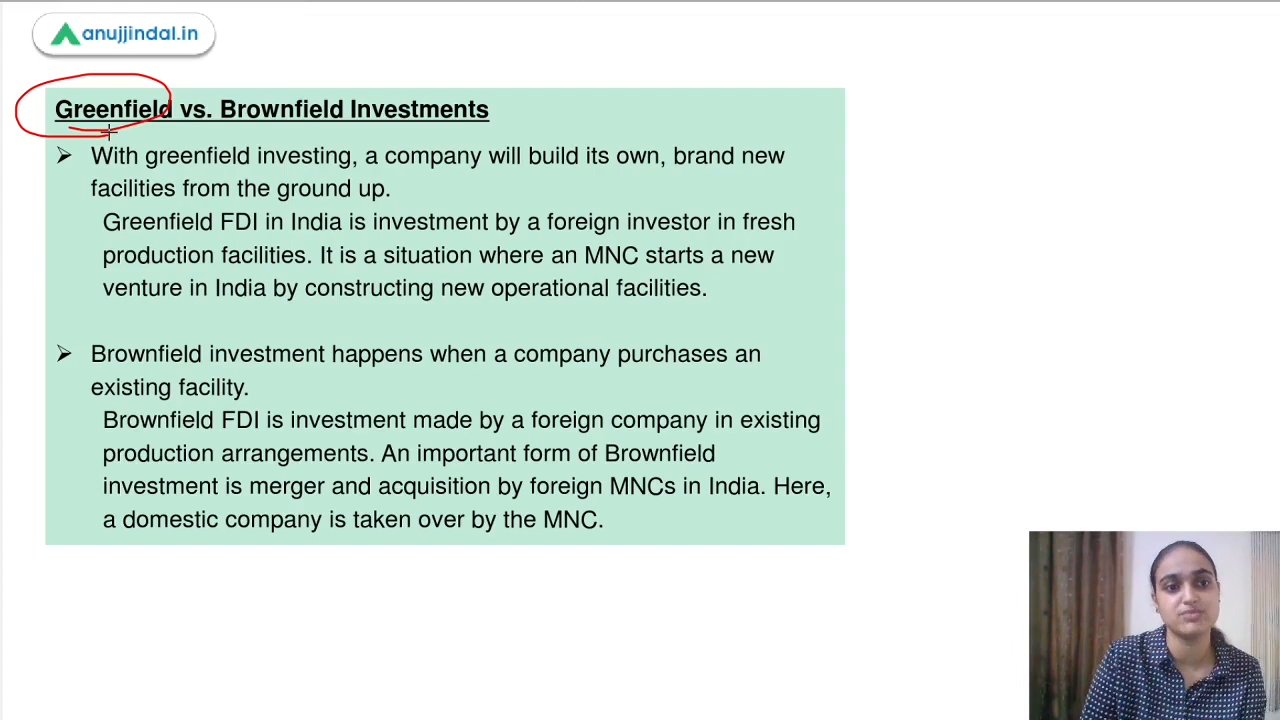 anujjindal.in
Greenfield vs. Brownfield Investments
➢ With greenfield investing, a company will build its own, brand new
facilities from the ground up.
Greenfield FDI in India is investment by a foreign investor in fresh
production facilities. It is a situation where an MNC starts a new
venture in India by constructing new operational facilities.
➢ Brownfield investment happens when a company purchases an
existing facility.
Brownfield FDI is investment made by a foreign company in existing
production arrangements. An important form of Brownfield
investment is merger and acquisition by foreign MNCs in India. Here,
a domestic company is taken over by the MNC.